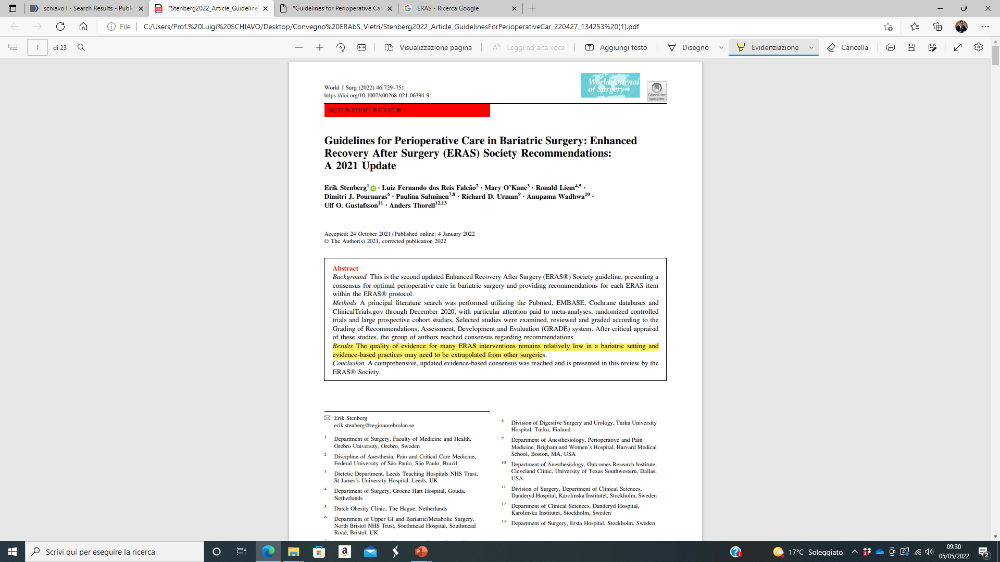 schiavo l - Search Results - PubM
*Stenberg2022_Article_Guideline
*Guidelines for Perioperative Car
ERAS - Ricerca Google
File
C:/Users/Prof.%20Luigi%20SCHIAVO/Desktop/Convegno%20ERAbS_Vietri/Stenberg2022_Article_GuidelinesForPerioperativeCar_220427_134253%20(1).pdf
1 di 23
Visualizzazione pagina
Leggi ad alta voce
Aggiungi testo
Disegno
Evidenziazione
Cancella
World J Surg (2022) 46:729–751
https://doi.org/10.1007/s00268-021-06394-9
World Journal
of Surgery
Check for
updates
SCIENTIFIC REVIEW
Guidelines for Perioperative Care in Bariatric Surgery: Enhanced
Recovery After Surgery (ERAS) Society Recommendations:
A 2021 Update
Erik Stenberg1 iD · Luiz Fernando dos Reis Falcão2 · Mary O’Kane3 · Ronald Liem4,5 ·
Dimitri J. Pournaras6 · Paulina Salminen7,8 · Richard D. Urman9 · Anupama Wadhwa10 ·
Ulf O. Gustafsson11 · Anders Thorell12,13
Accepted: 24 October 2021 / Published online: 4 January 2022
© The Author(s) 2021, corrected publication 2022
Abstract
Background This is the second updated Enhanced Recovery After Surgery (ERAS®) Society guideline, presenting a
consensus for optimal perioperative care in bariatric surgery and providing recommendations for each ERAS item
within the ERAS® protocol.
Methods A principal literature search was performed utilizing the Pubmed, EMBASE, Cochrane databases and
ClinicalTrials.gov through December 2020, with particular attention paid to meta-analyses, randomized controlled
trials and large prospective cohort studies. Selected studies were examined, reviewed and graded according to the
Grading of Recommendations, Assessment, Development and Evaluation (GRADE) system. After critical appraisal
of these studies, the group of authors reached consensus regarding recommendations.
Results The quality of evidence for many ERAS interventions remains relatively low in a bariatric setting and
evidence-based practices may need to be extrapolated from other surgeries.
Conclusion A comprehensive, updated evidence-based consensus was reached and is presented in this review by the
ERAS® Society.
Erik Stenberg
erik.stenberg@regionorebrolan.se
1 Department of Surgery, Faculty of Medicine and Health,
Örebro University, Örebro, Sweden
2 Discipline of Anesthesia, Pain and Critical Care Medicine,
Federal University of São Paulo, São Paulo, Brazil
3 Dietetic Department, Leeds Teaching Hospitals NHS Trust,
St James’s University Hospital, Leeds, UK
4 Department of Surgery, Groene Hart Hospital, Gouda,
Netherlands
5 Dutch Obesity Clinic, The Hague, Netherlands
6 Department of Upper GI and Bariatric/Metabolic Surgery,
North Bristol NHS Trust, Southmead Hospital, Southmead
Road, Bristol, UK
8 Division of Digestive Surgery and Urology, Turku University
Hospital, Turku, Finland
9 Department of Anesthesiology, Perioperative and Pain
Medicine, Brigham and Women’s Hospital, Harvard Medical
School, Boston, MA, USA
10 Department of Anesthesiology, Outcomes Research Institute,
Cleveland Clinic, University of Texas Southwestern, Dallas,
USA
11 Division of Surgery, Department of Clinical Sciences,
Danderyd Hospital, Karolinska Institutet, Stockholm, Sweden
12 Department of Clinical Sciences, Danderyd Hospital,
Karolinska Institutet, Stockholm, Sweden
13 Department of Surgery, Ersta Hospital, Stockholm, Sweden
Scrivi qui per eseguire la ricerca
17°C Soleggiato
09:30
05/05/2022
2